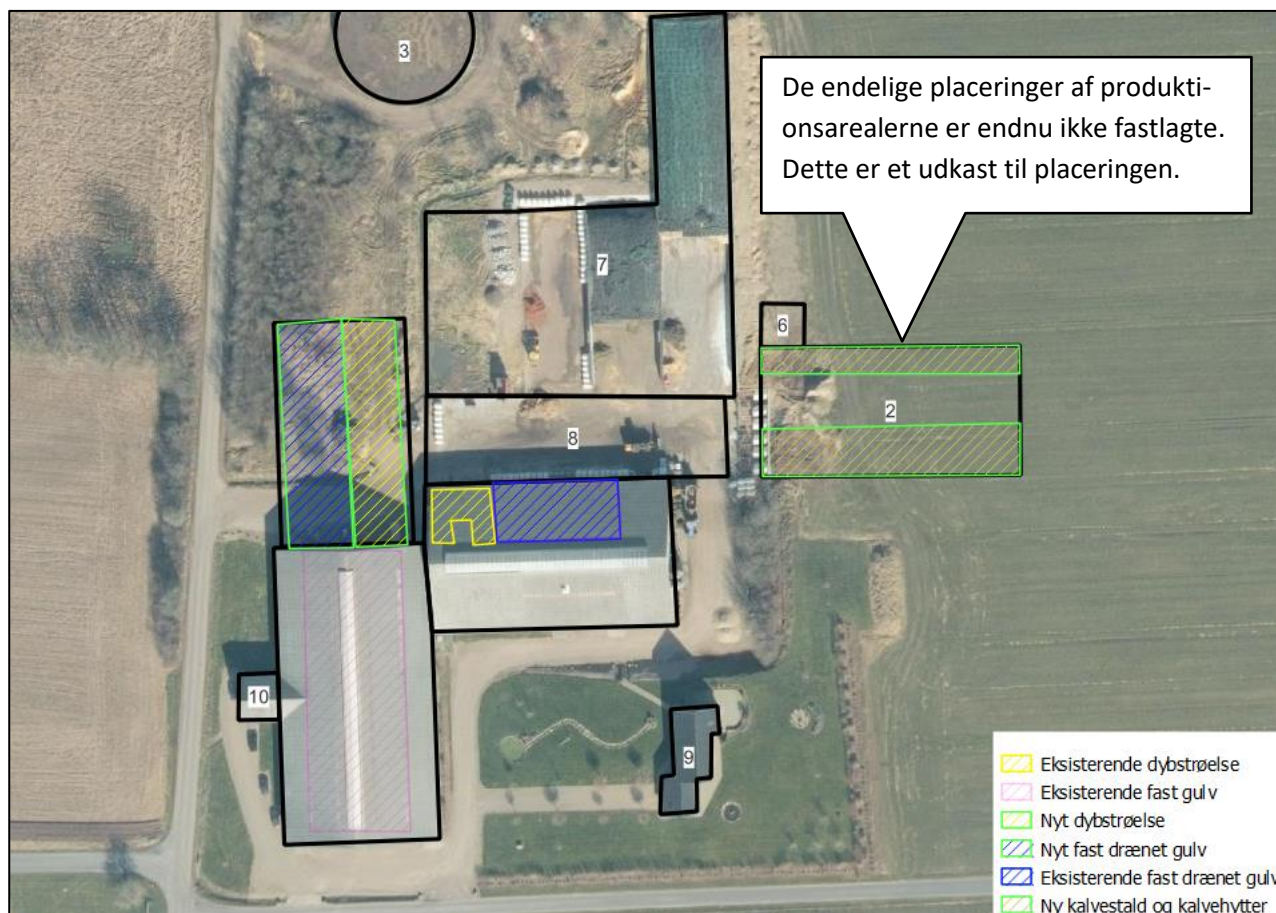 3
De endelige placeringer af produkti-
onsarealerne er endnu ikke fastlagte.
Dette er et udkast til placeringen.
7
6
2
8
10
9
Eksisterende dybstrøelse
Eksisterende fast gulv
Nyt dybstrøelse
Nyt fast drænet gulv
Eksisterende fast drænet gulv
Ny kalvestald og kalvehytter